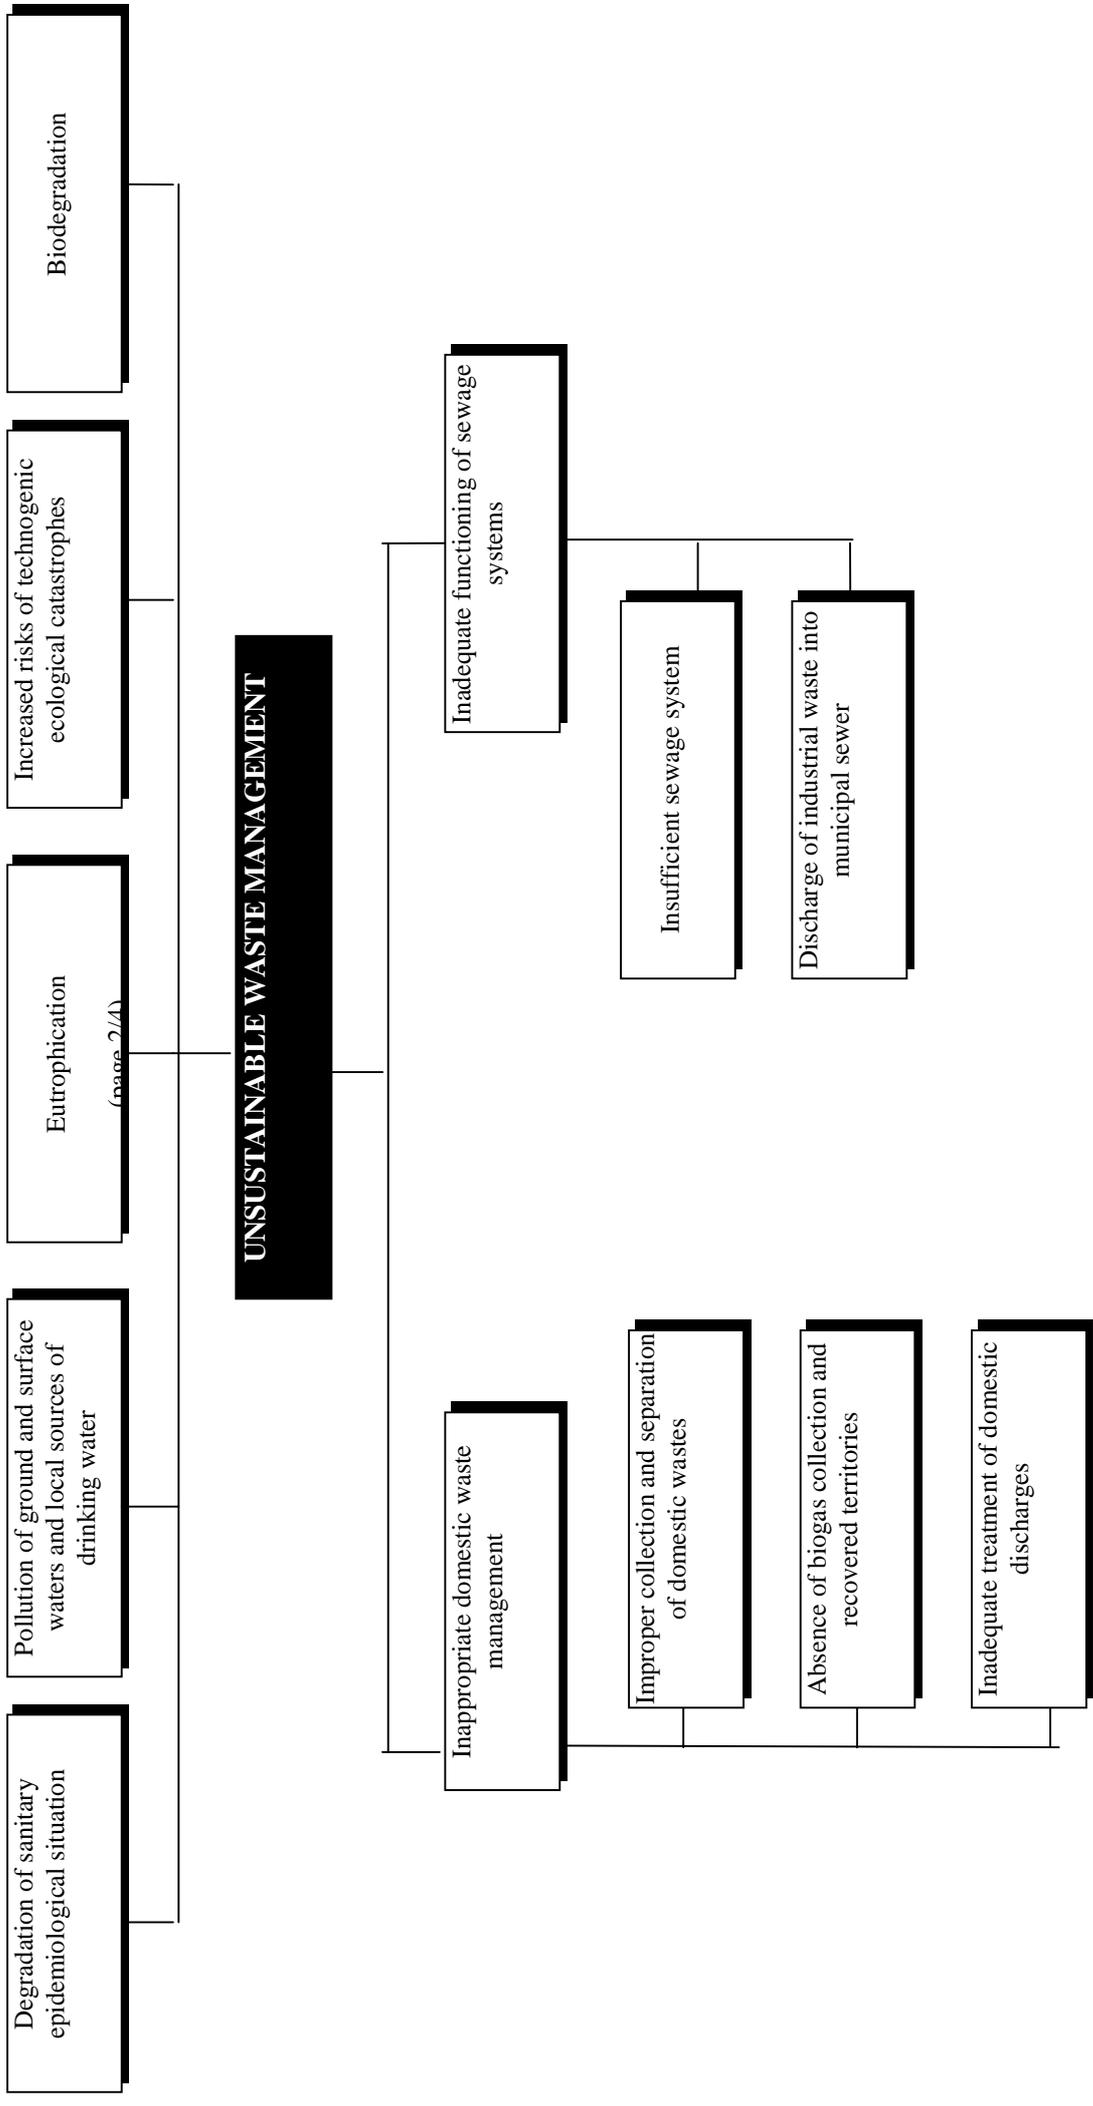 Degradation of sanitary
epidemiological situation
Pollution of ground and surface
waters and local sources of
drinking water
Eutrophication
(page 2/4)
Increased risks of technogenic
ecological catastrophes
Biodegradation
UNSUSTAINABLE WASTE MANAGEMENT
Inappropriate domestic waste
management
Inadequate functioning of sewage
systems
Improper collection and separation
of domestic wastes
Absence of biogas collection and
recovered territories
Inadequate treatment of domestic
discharges
Insufficient sewage system
Discharge of industrial waste into
municipal sewer